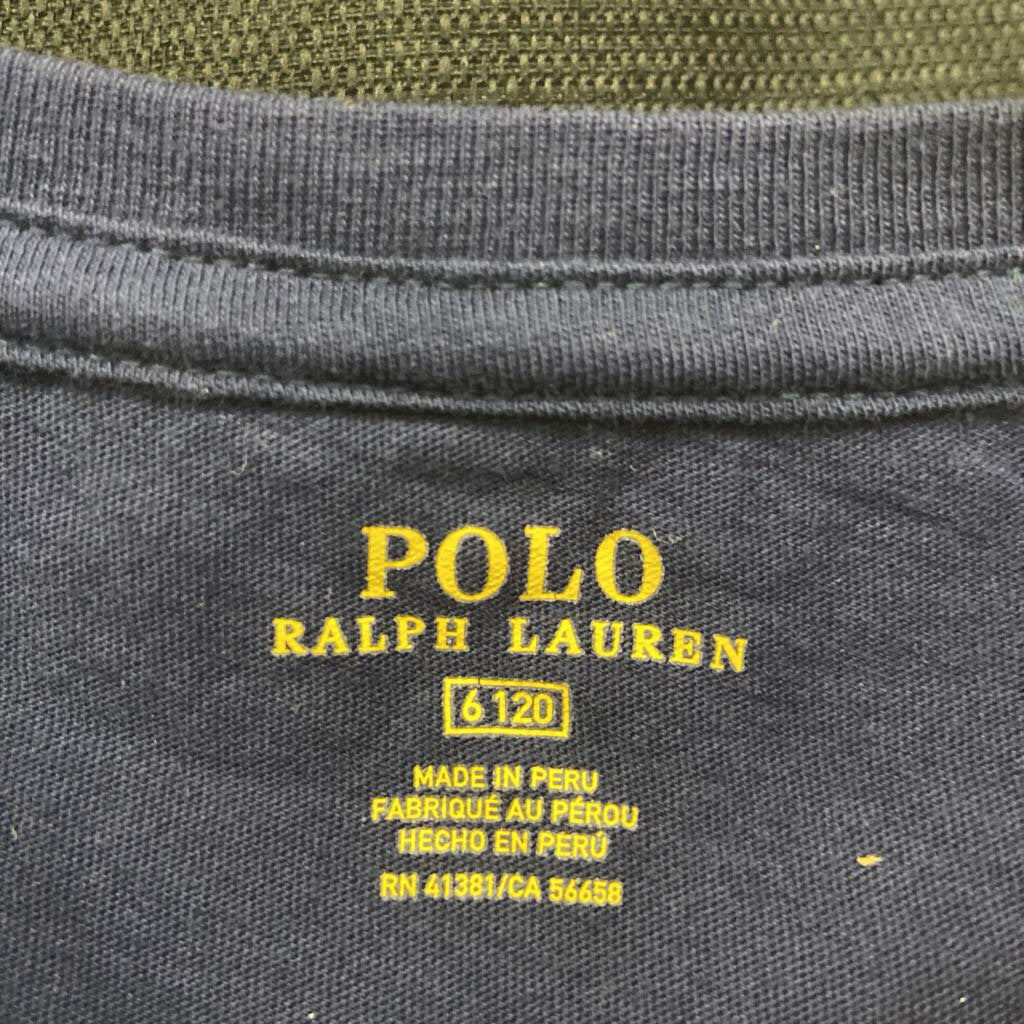 POLO
RALPH LAUREN
6 120
MADE IN PERU
FABRIQUÉ AU PÉROU
HECHO EN PERÚ
RN 41381/CA 56658